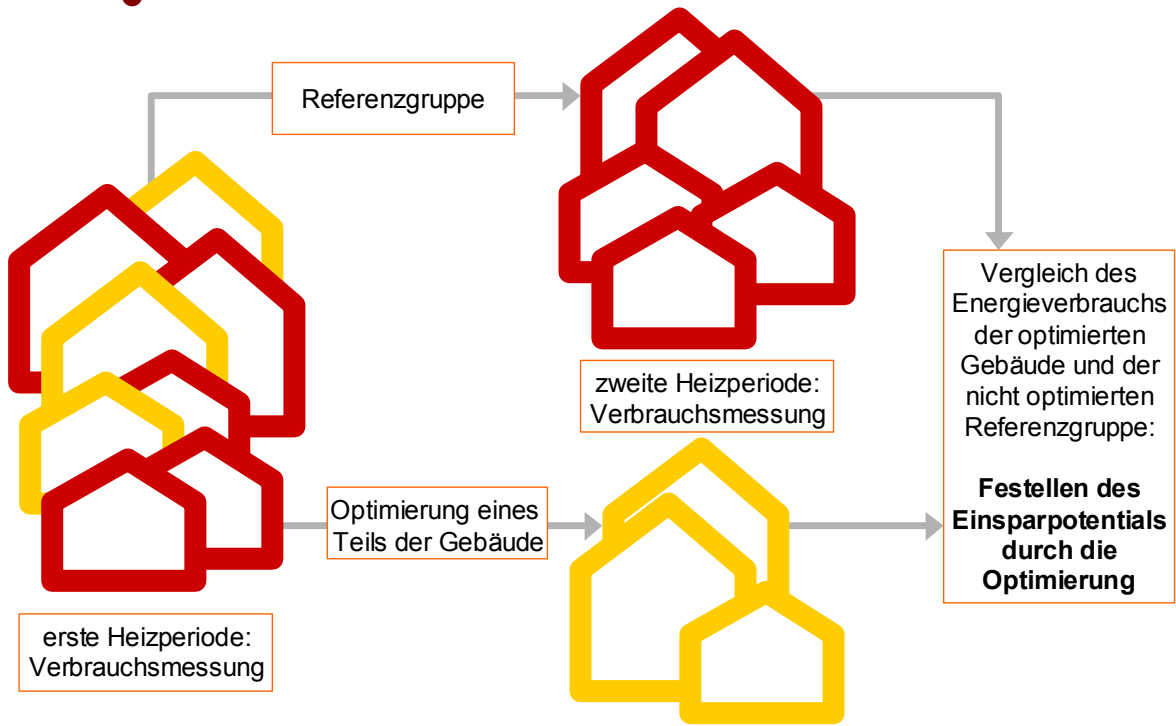 Referenzgruppe
zweite Heizperiode:
Verbrauchsmessung
Optimierung eines
Teils der Gebäude
erste Heizperiode:
Verbrauchsmessung
Vergleich des
Energieverbrauchs
der optimierten
Gebäude und der
nicht optimierten
Referenzgruppe:
Festellen des
Einsparpotentials
durch die
Optimierung